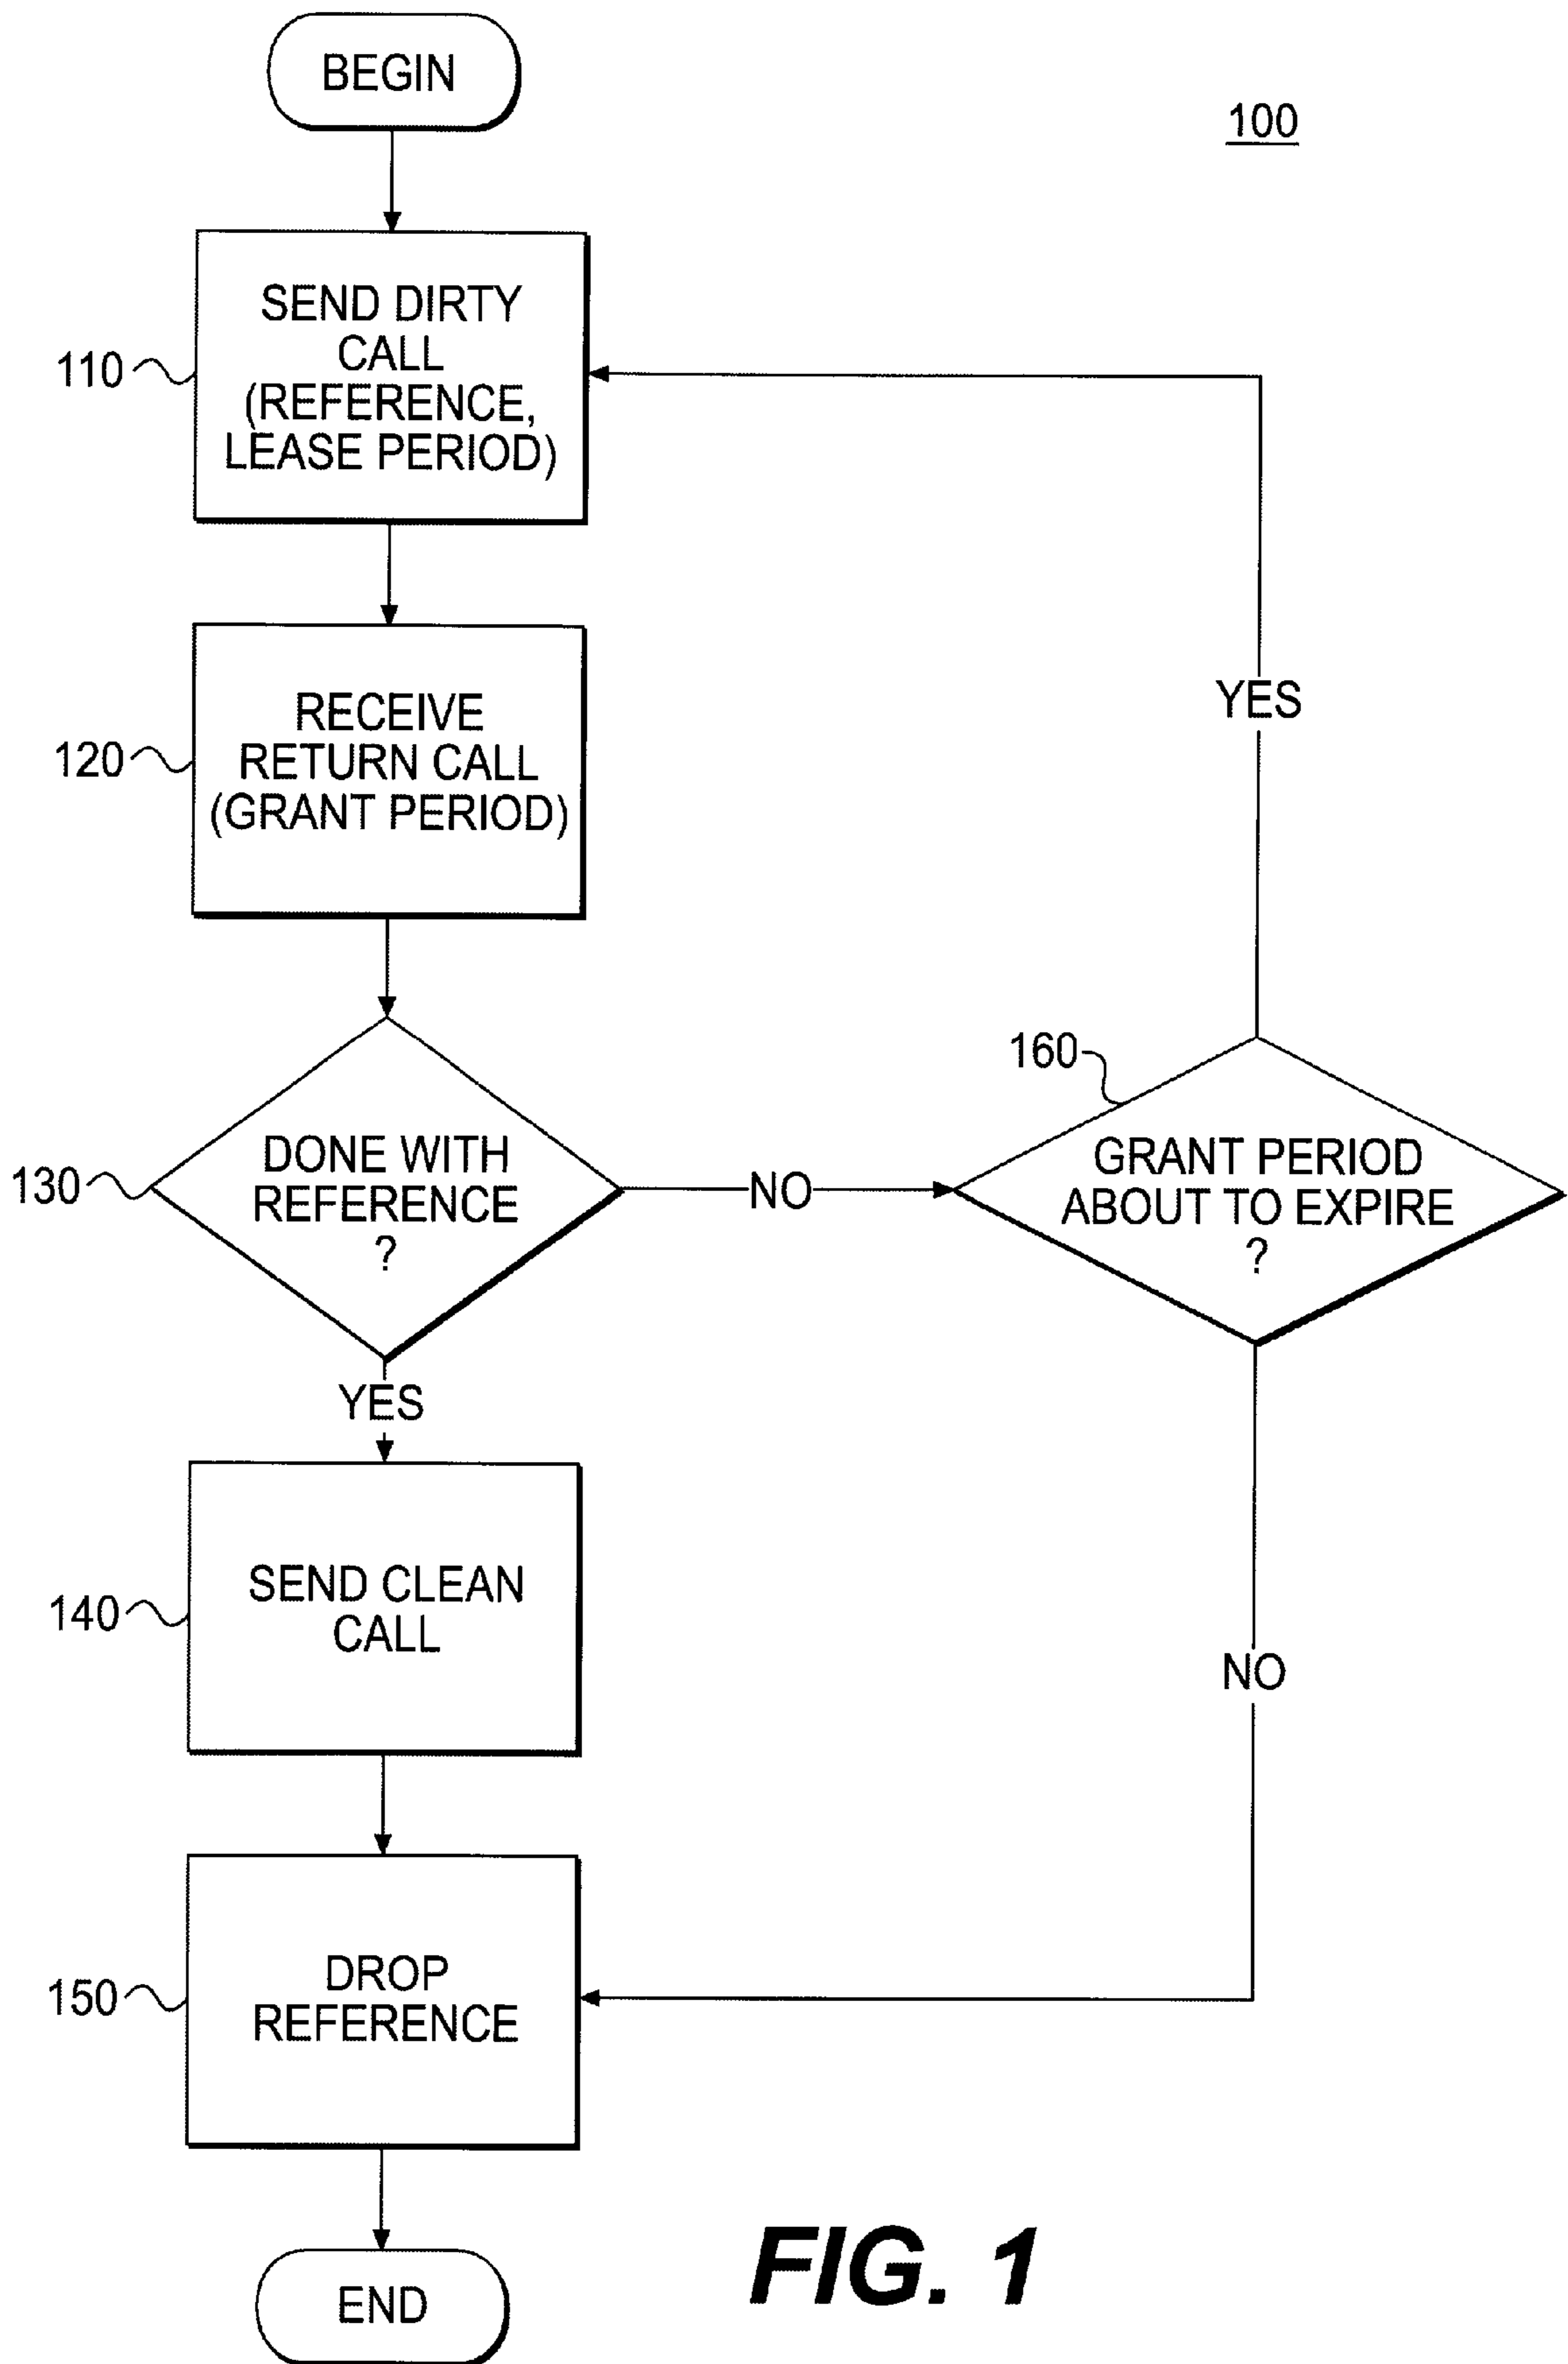 BEGIN
100
SEND DIRTY
CALL
(REFERENCE,
LEASE PERIOD)
110
RECEIVE
RETURN CALL
(GRANT PERIOD)
120
YES
DONE WITH
REFERENCE
?
130
NO
160
GRANT PERIOD
ABOUT TO EXPIRE
?
YES
SEND CLEAN
CALL
140
NO
DROP
REFERENCE
150
END
FIG. 1